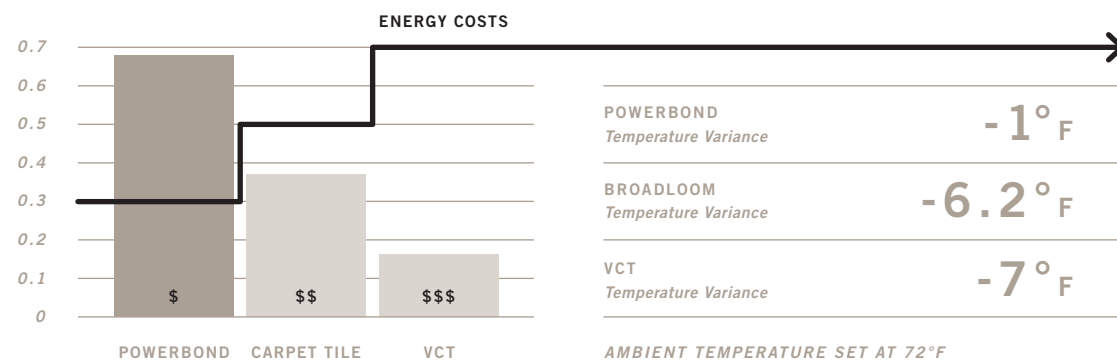 ENERGY COSTS
0.7
0.6
0.5
0.4
0.3
0.2
0.1
0
$
$$
$$$
POWERBOND
CARPET TILE
VCT
POWERBOND
Temperature Variance
-1°F
BROADLOOM
Temperature Variance
-6.2°F
VCT
Temperature Variance
-7°F
AMBIENT TEMPERATURE SET AT 72°F